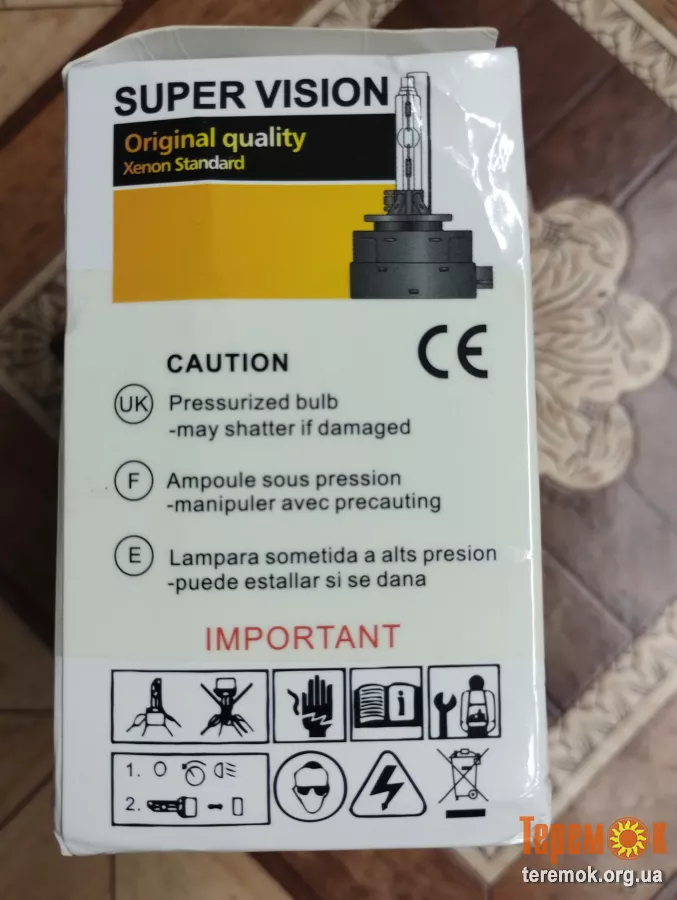 SUPER VISION
Original quality
Xenon Standard
CE
CAUTION
UK Pressurized bulb
-may shatter if damaged
F Ampoule sous pression
-manipuler avec precauting
E Lampara sometida a alts presion
-puede estallar si se dana
IMPORTANT
i
1.
2.
Теремок
teremok.org.ua